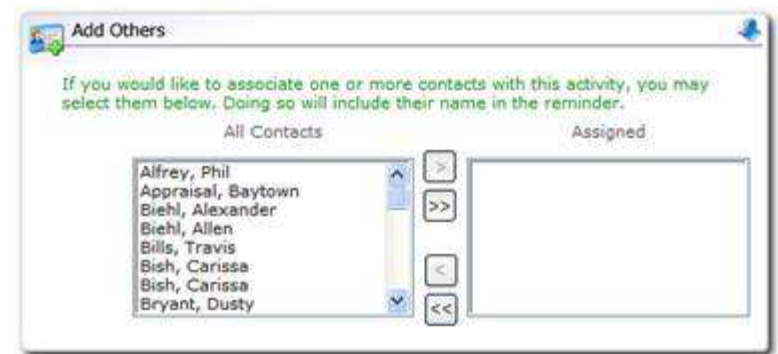 Add Others
If you would like to associate one or more contacts with this activity, you may
select them below. Doing so will include their name in the reminder.
All Contacts
Assigned
Alfrey, Phil
Appraisal, Baytown
Biehl, Alexander
Biehl, Allen
Bills, Travis
Bish, Carissa
Bish, Carissa
Bryant, Dusty
>
>>
<
<<